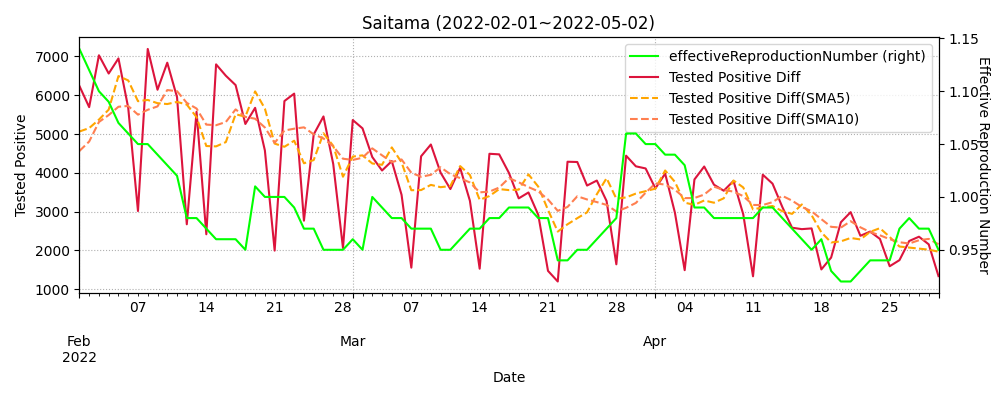 Saitama (2022-02-01~2022-05-02)
effectiveReproductionNumber (right)
Tested Positive Diff
Tested Positive Diff(SMA5)
Tested Positive Diff(SMA10)
Tested Positive
7000
6000
5000
4000
3000
2000
1000
1.15
1.10
1.05
1.00
0.95
Effective Reproduction Number
07 14 21 28 07 14 21 28 04 11 18 25
Feb Mar Apr
2022
Date